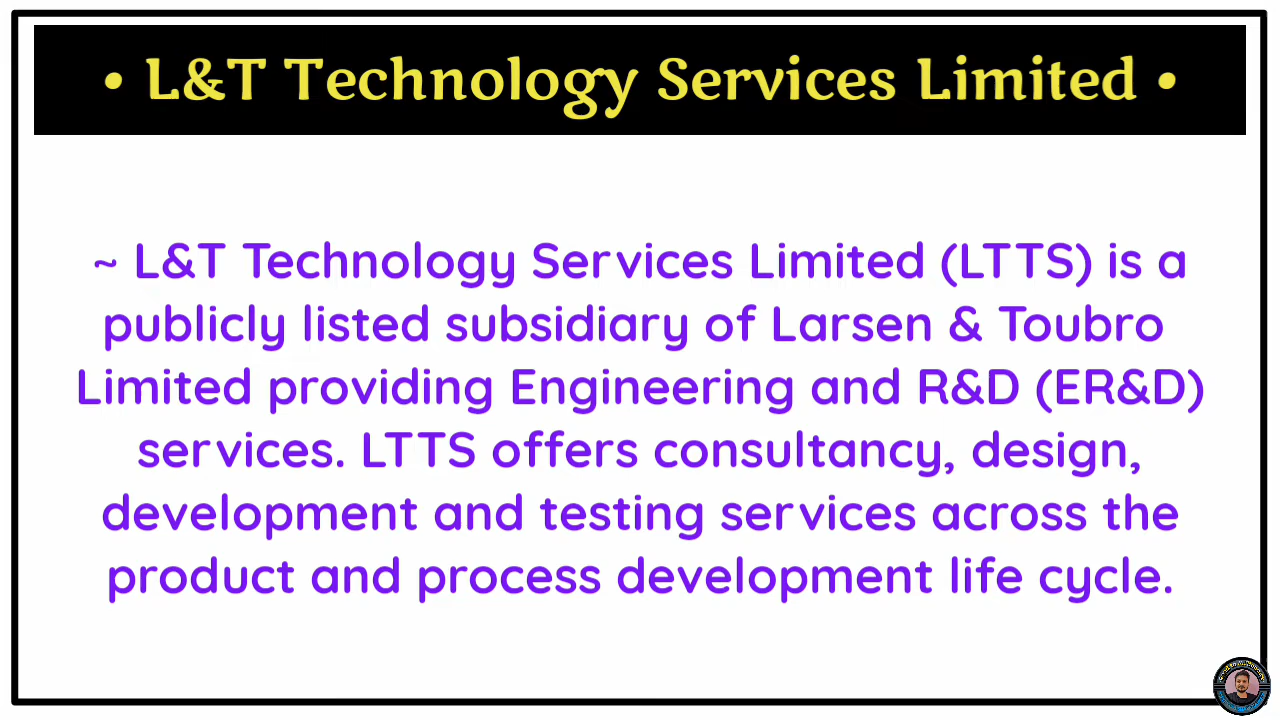 • L&T Technology Services Limited •
~ L&T Technology Services Limited (LTTS) is a
publicly listed subsidiary of Larsen & Toubro
Limited providing Engineering and R&D (ER&D)
services. LTTS offers consultancy, design,
development and testing services across the
product and process development life cycle.